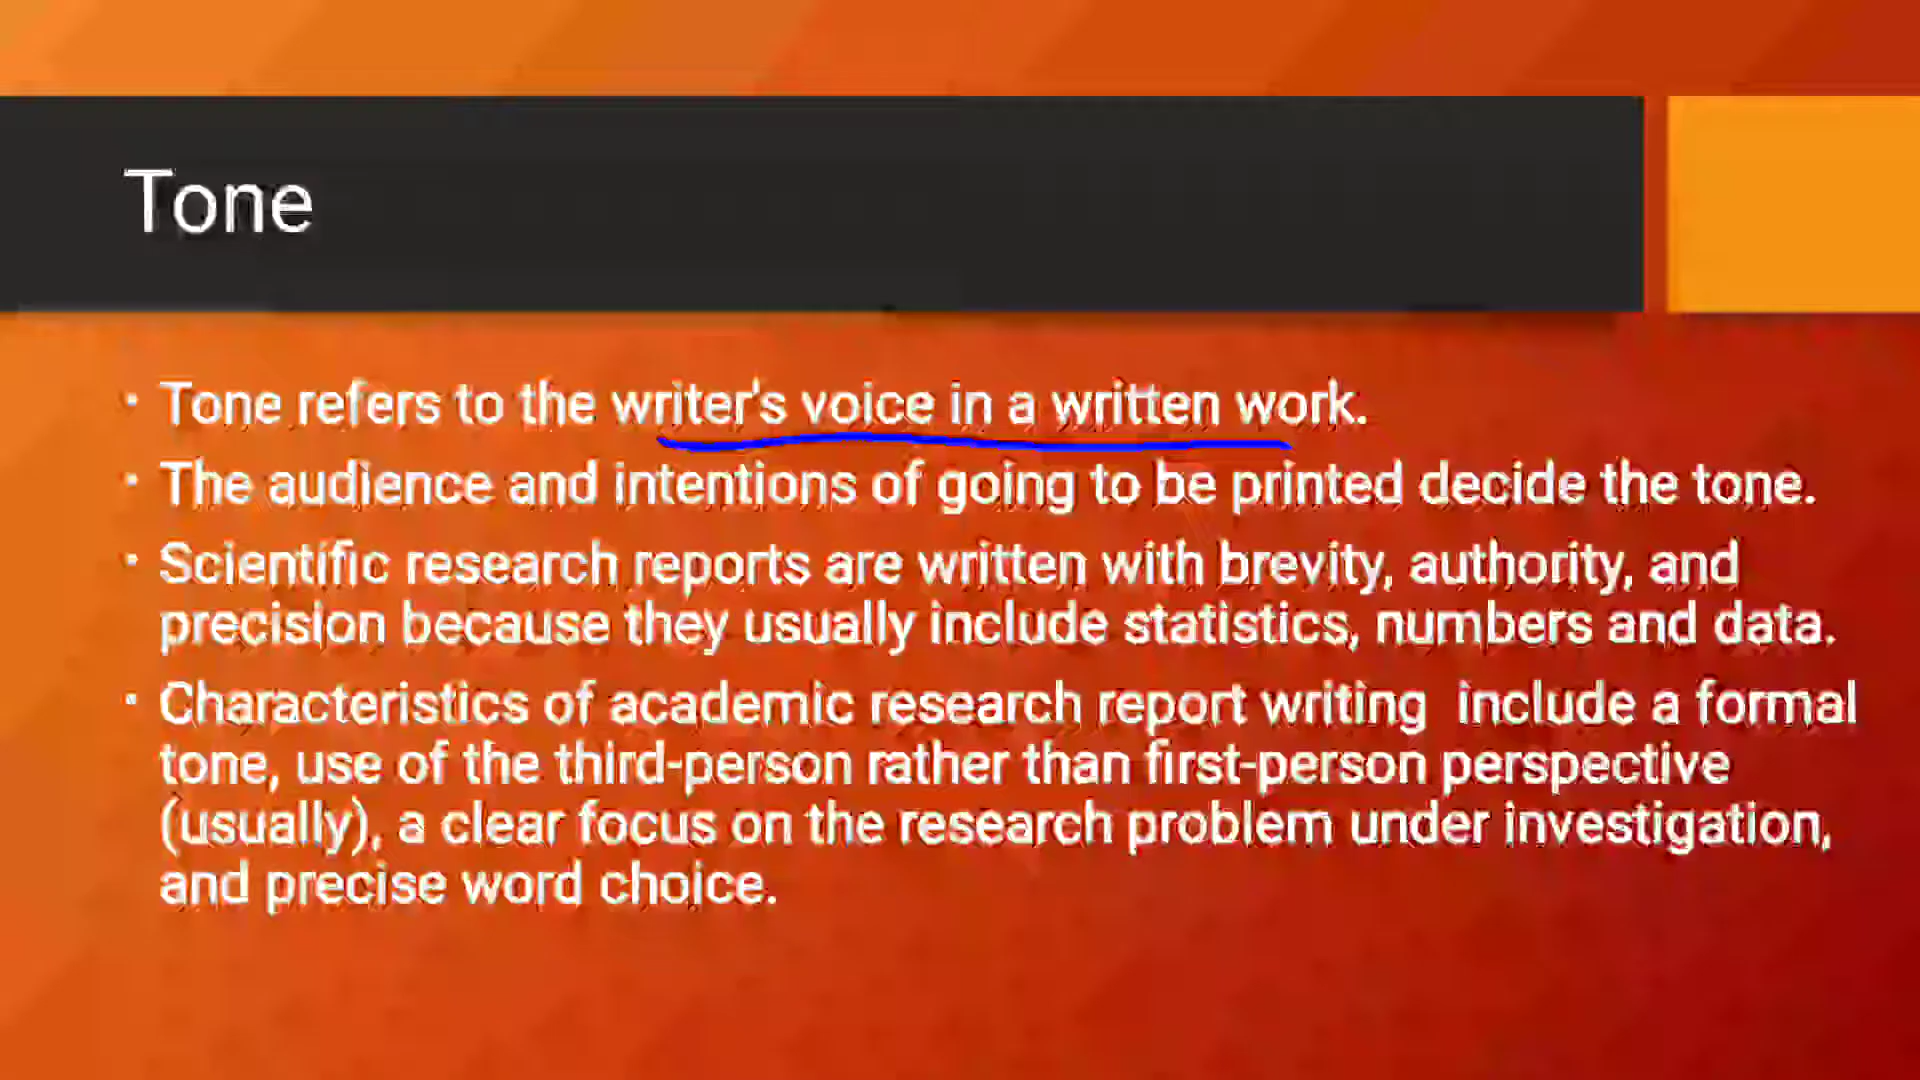 Tone
• Tone refers to the writer's voice in a written work.
• The audience and intentions of going to be printed decide the tone.
• Scientific research reports are written with brevity, authority, and
precision because they usually include statistics, numbers and data.
• Characteristics of academic research report writing  include a formal
tone, use of the third-person rather than first-person perspective
(usually), a clear focus on the research problem under investigation,
and precise word choice.